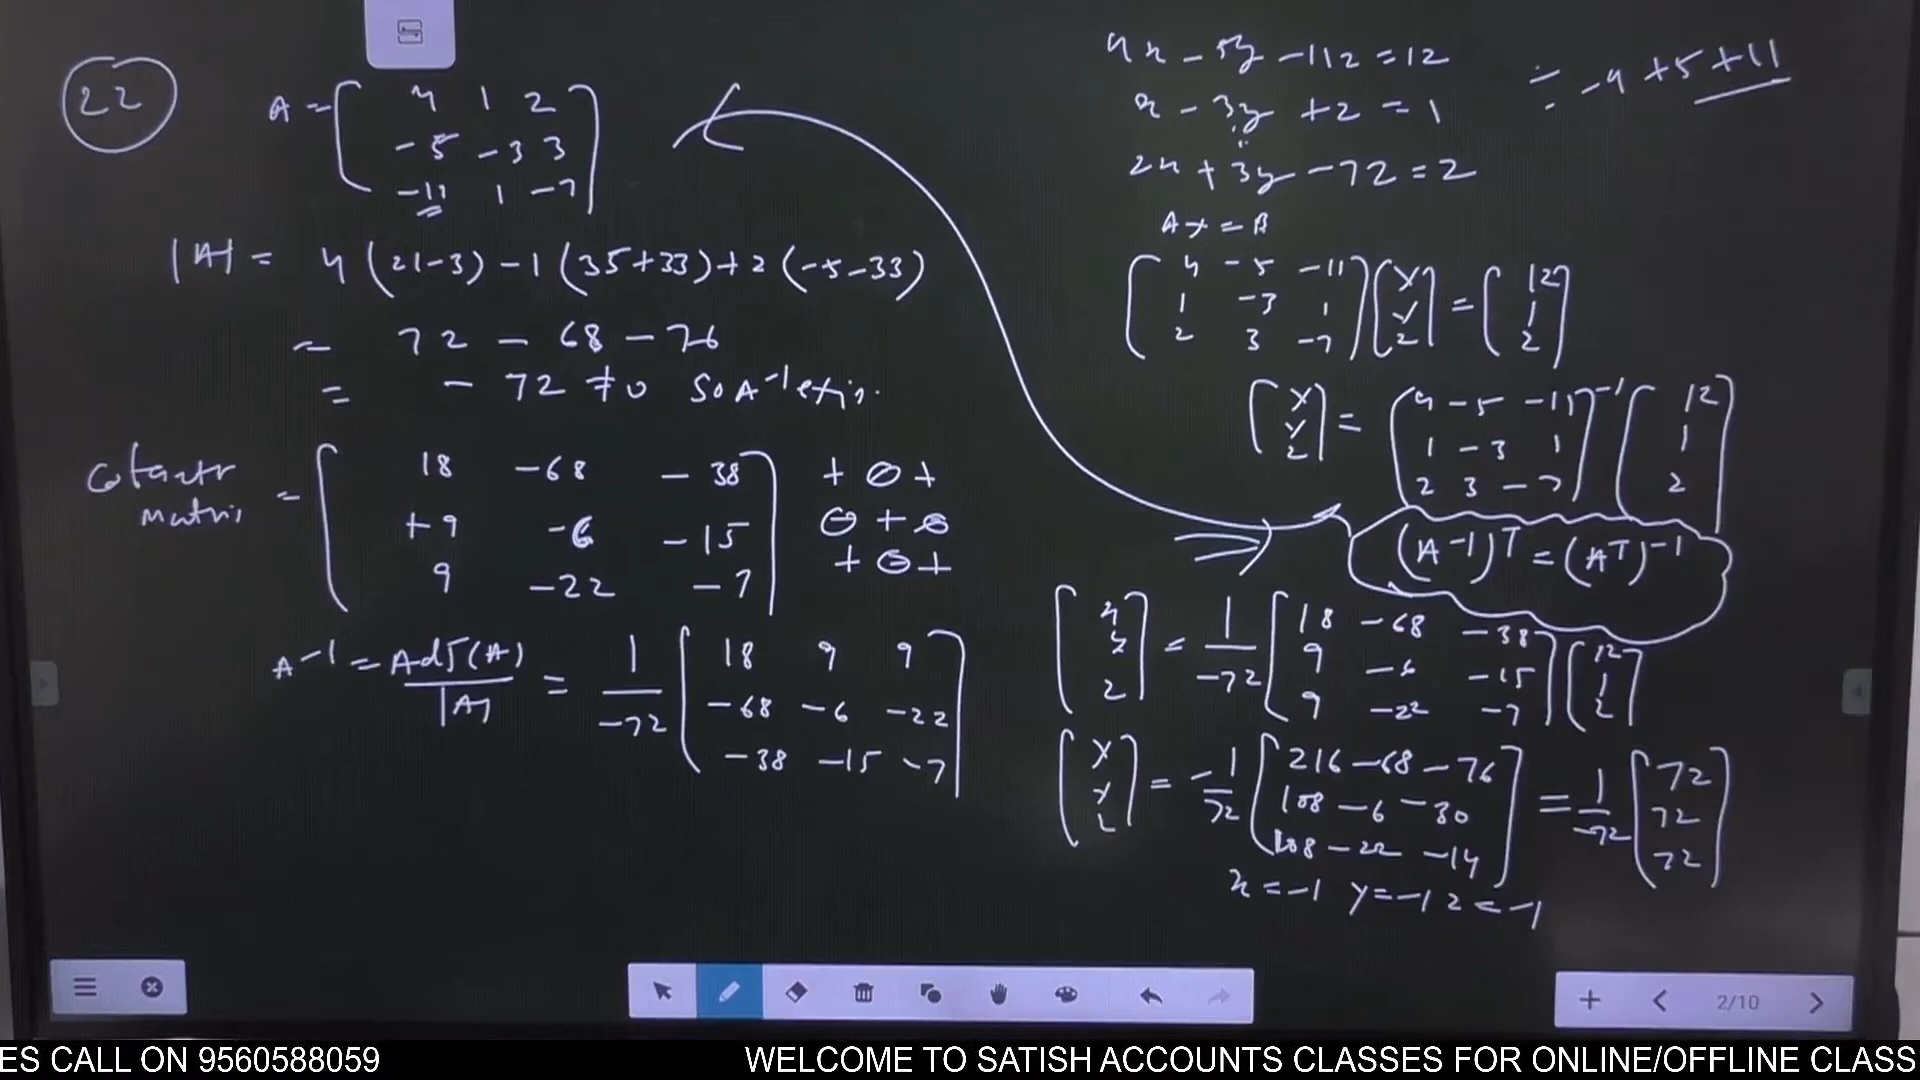 22
A = [ 4 1 2
-5 -3 3
-11 1 -7 ]
|A| = 4(21-3) -1(35+33)+2(-5-33)
= 72 - 68 - 76
= - 72 ≠ 0 So A⁻¹ exis.
Cofactr
matris
= [ 18 -68 -38
+9 -6 -15
9 -22 -7 ]
+ ⊖ +
⊖ + ⊖
+ ⊖ +
A⁻¹ = AdJ(A) / |A| = 1/-72 [ 18 9 9
-68 -6 -22
-38 -15 -7 ]
4x - 5y - 11z = 12
x - 3y + z = 1
2x + 3y - 7z = 2
= -4 +5 +11
Ax = B
[ 4 -5 -11
1 -3 1
2 3 -7 ] [ x y z ] = [ 12 1 2 ]
[ x y z ] = [ 4 -5 -11
1 -3 1
2 3 -7 ]⁻¹ [ 12 1 2 ]
(A⁻¹)ᵀ = (Aᵀ)⁻¹
[ x y z ] = 1/-72 [ 18 -68 -38
9 -6 -15
9 -22 -7 ] [ 12 1 2 ]
[ x y z ] = -1/72 [ 216 -68 -76
108 -6 -30
108 -22 -14 ] = 1/-72 [ 72 72 72 ]
x = -1 y = -1 z = -1
2/10
ES CALL ON 9560588059 WELCOME TO SATISH ACCOUNTS CLASSES FOR ONLINE/OFFLINE CLASS